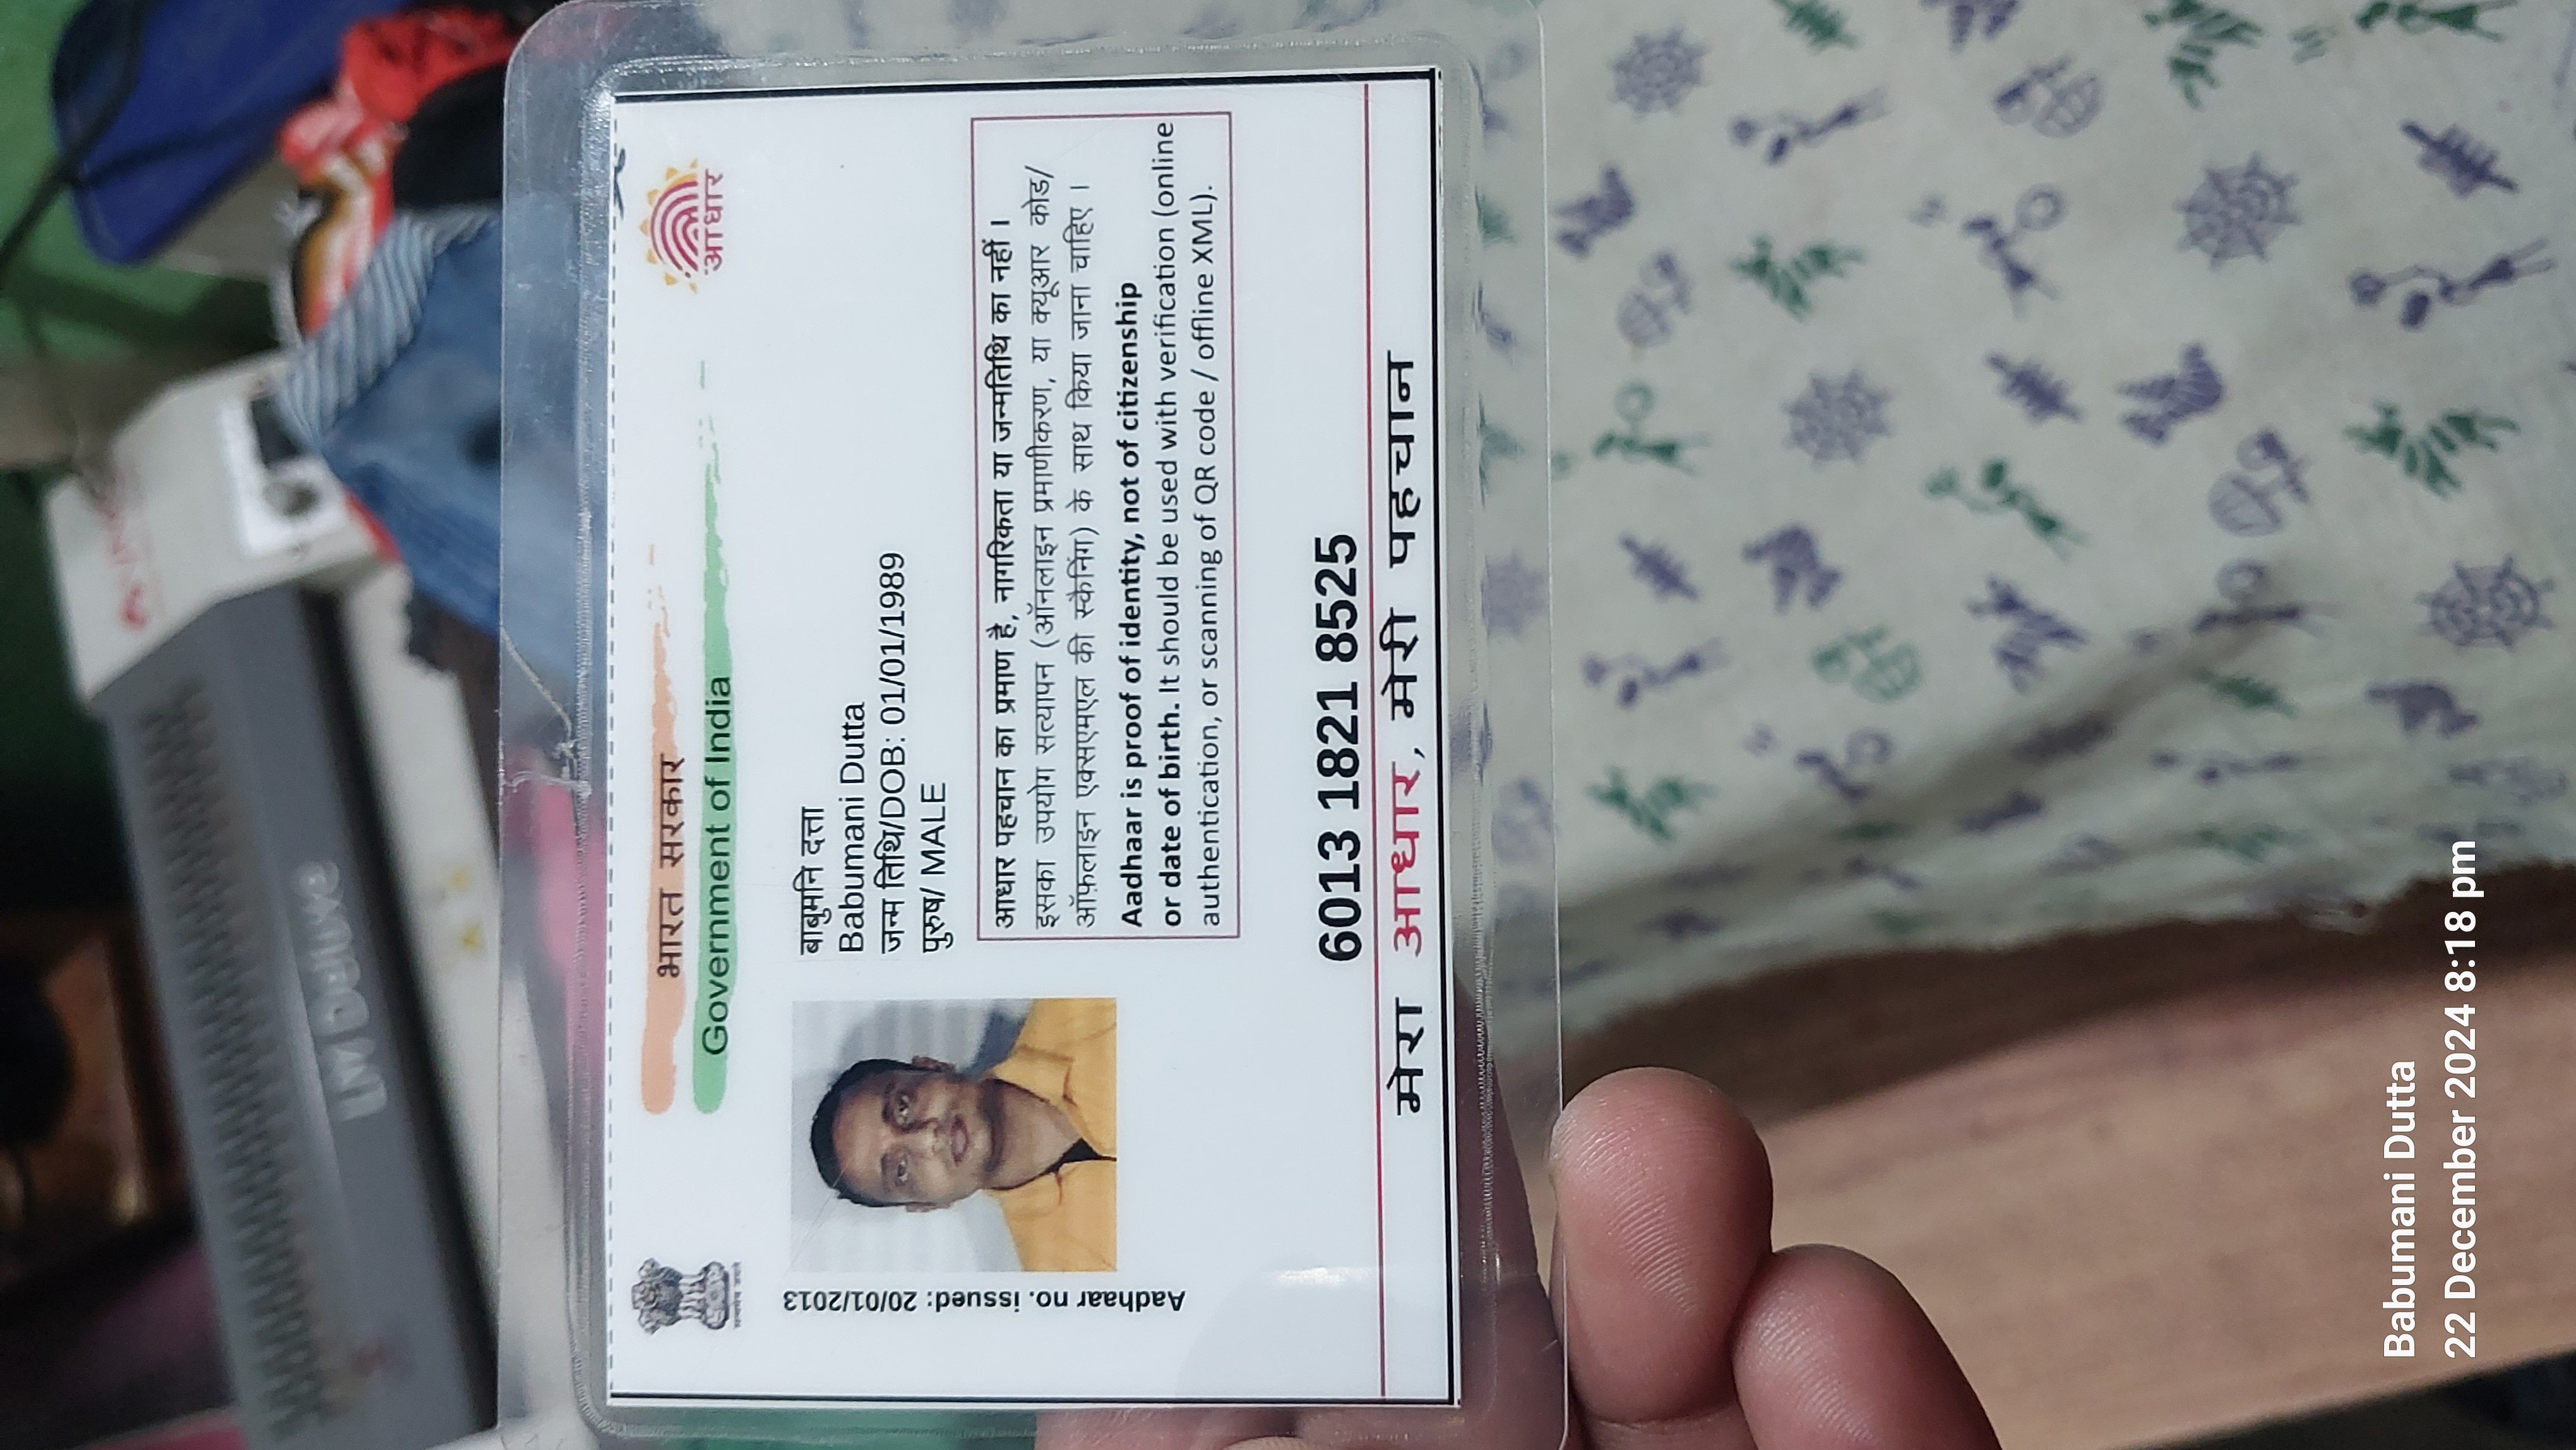 भारत सरकार
Government of India
आधार
Aadhaar no. issued: 20/01/2013
बाबुमनि दत्ता
Babumani Dutta
जन्म तिथि/DOB: 01/01/1989
पुरुष/ MALE
आधार पहचान का प्रमाण है, नागरिकता या जन्मतिथि का नहीं ।
इसका उपयोग सत्यापन (ऑनलाइन प्रमाणीकरण, या क्यूआर कोड/
ऑफ़लाइन एक्सएमएल की स्कैनिंग) के साथ किया जाना चाहिए ।
Aadhaar is proof of identity, not of citizenship
or date of birth. It should be used with verification (online
authentication, or scanning of QR code / offline XML).
6013 1821 8525
मेरा आधार, मेरी पहचान
Babumani Dutta
22 December 2024 8:18 pm